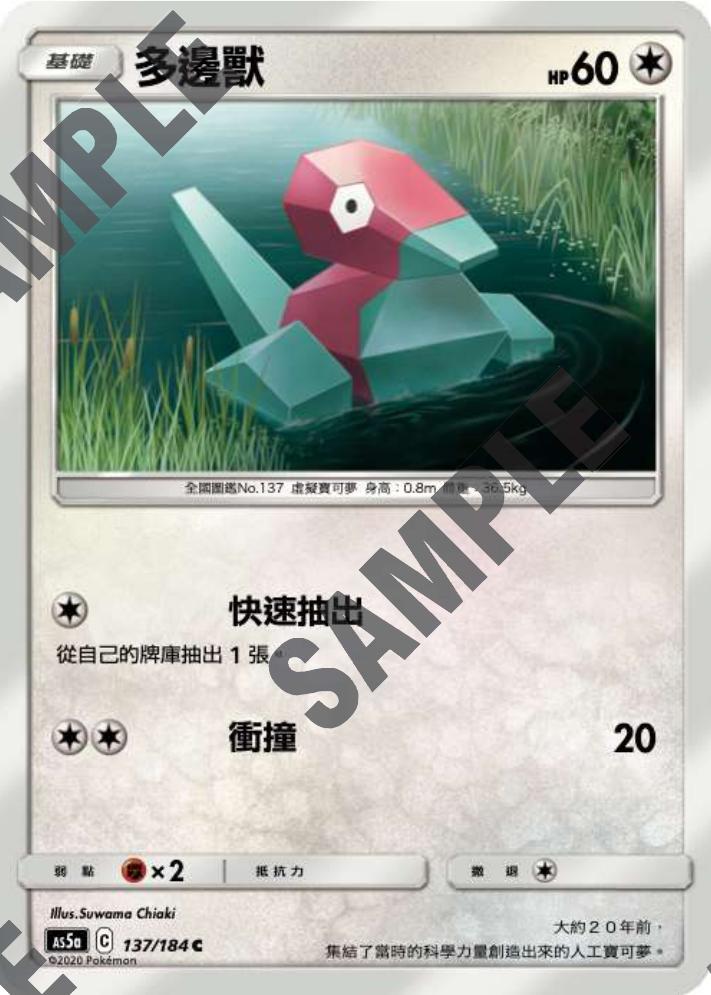 基礎 多邊獸 HP60
全國圖鑑No.137 虛擬寶可夢 身高：0.8m 體重：36.5kg
快速抽出
從自己的牌庫抽出 1 張。
衝撞 20
弱點 ×2 抵抗力 撤退
Illus.Suwama Chiaki
AS5a C 137/184 C
©2020 Pokémon
大約２０年前，
集結了當時的科學力量創造出來的人工寶可夢。
SAMPLE
SAMPLE